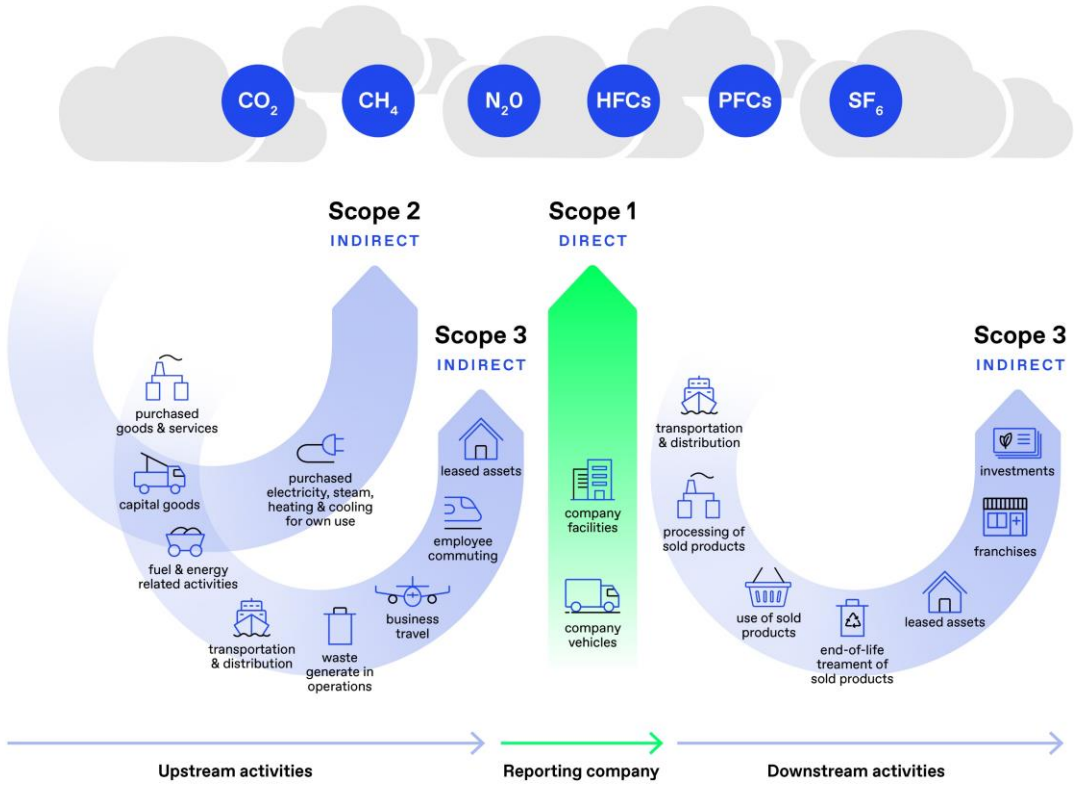 CO₂
CH₄
N₂0
HFCs
PFCs
SF₆
Scope 2
INDIRECT
Scope 1
DIRECT
Scope 3
INDIRECT
Scope 3
INDIRECT
purchased
goods & services
capital goods
fuel & energy
related activities
transportation
& distribution
waste
generate in
operations
business
travel
employee
commuting
leased assets
purchased
electricity, steam,
heating & cooling
for own use
company
facilities
company
vehicles
transportation
& distribution
processing of
sold products
use of sold
products
end-of-life
treament of
sold products
leased assets
franchises
investments
Upstream activities
Reporting company
Downstream activities